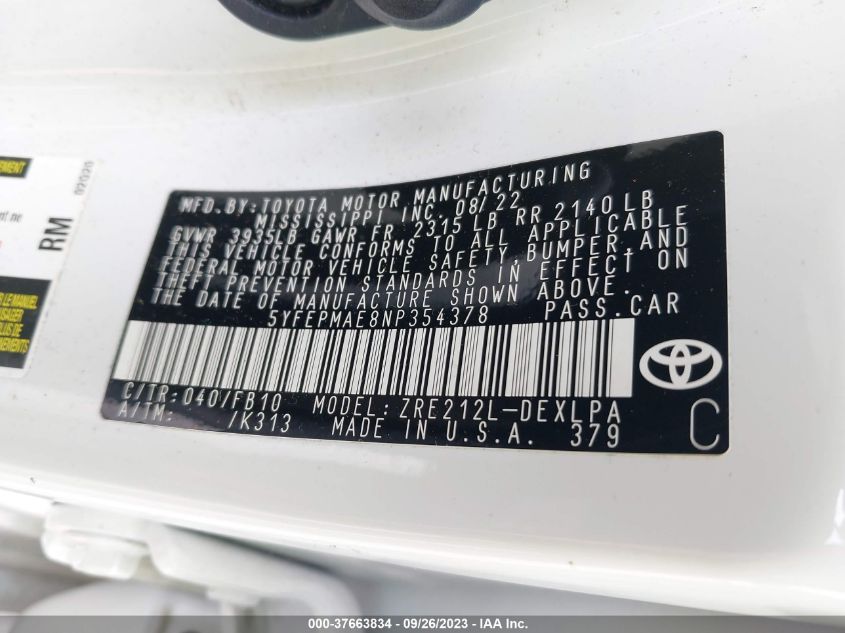 MFD.BY:TOYOTA MOTOR MANUFACTURING
MISSISSIPPI INC. 08/22
GVWR 3935LB GAWR FR 2315 LB RR 2140 LB
THIS VEHICLE CONFORMS TO ALL APPLICABLE
FEDERAL MOTOR VEHICLE SAFETY,BUMPER,AND
THEFT PREVENTION STANDARDS IN EFFECT ON
THE DATE OF MANUFACTURE SHOWN ABOVE.
5YFEPMAE8NP354378 PASS.CAR
C/TR:040/FB10 MODEL:ZRE212L-DEXLPA
A/TM: /K313 MADE IN U.S.A. 379
C
RM
02020
000-37663834 - 09/26/2023 - IAA Inc.